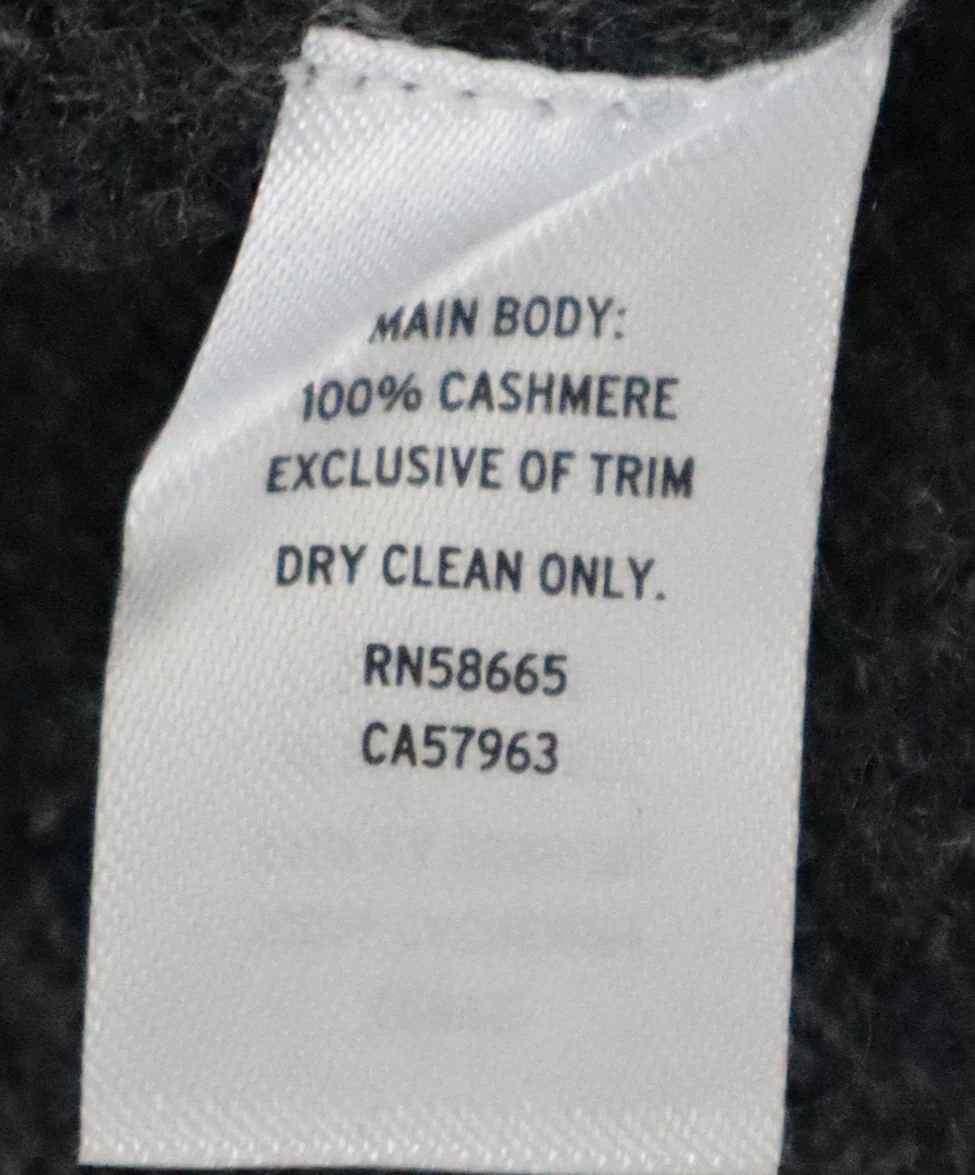 MAIN BODY:
100% CASHMERE
EXCLUSIVE OF TRIM
DRY CLEAN ONLY.
RN58665
CA57963